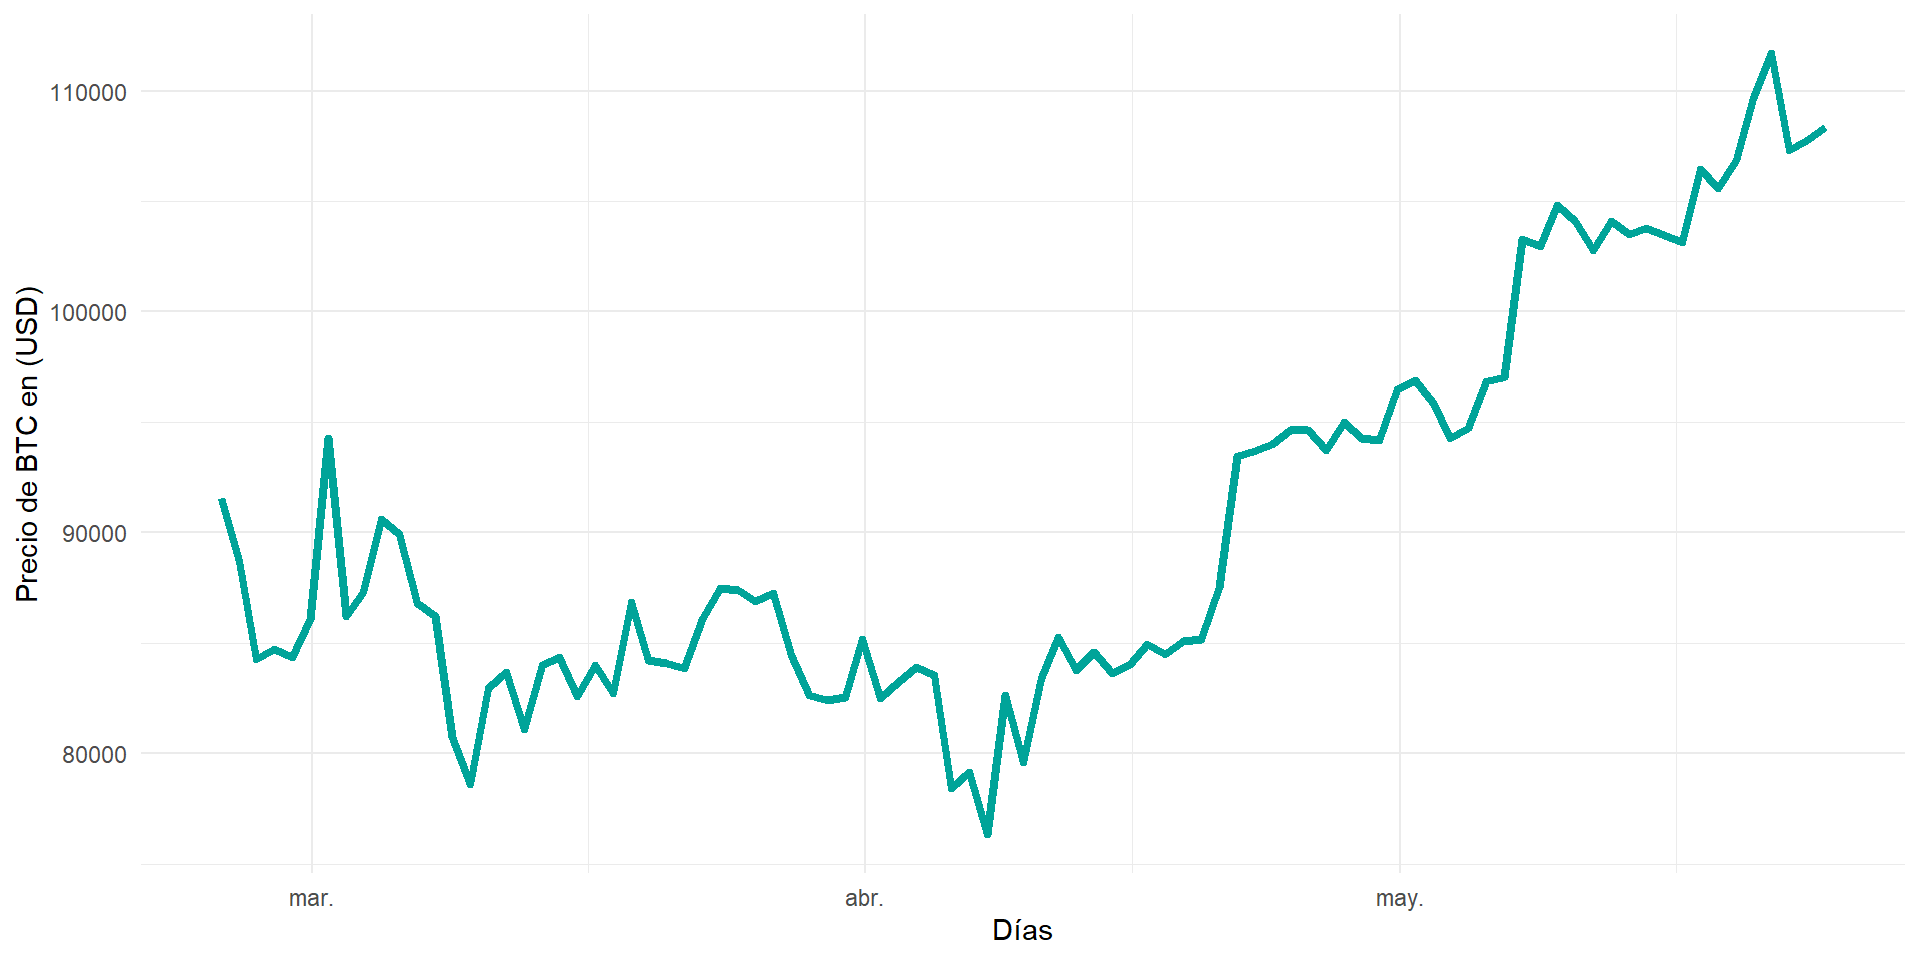 Precio de BTC en (USD)
110000
100000
90000
80000
mar.
abr.
may.
Días